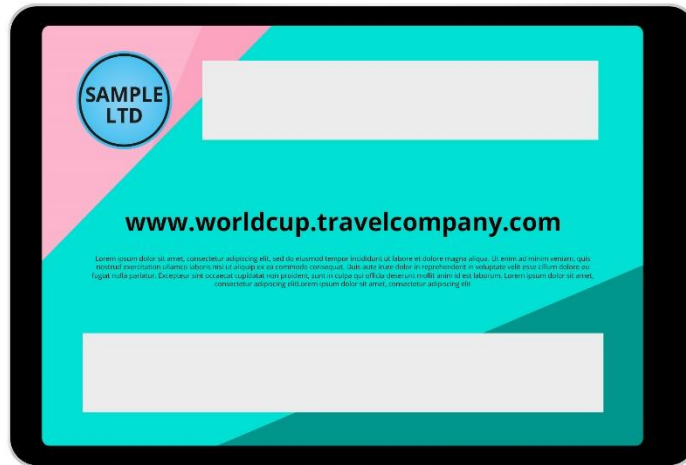 SAMPLE
LTD
www.worldcup.travelcompany.com
Lorem ipsum dolor sit amet, consectetur adipiscing elit, sed do eiusmod tempor incididunt ut labore et dolore magna aliqua. Ut enim ad minim veniam, quis
nostrud exercitation ullamco laboris nisi ut aliquip ex ea commodo consequat. Duis aute irure dolor in reprehenderit in voluptate velit esse cillum dolore eu
fugiat nulla pariatur. Excepteur sint occaecat cupidatat non proident, sunt in culpa qui officia deserunt mollit anim id est laborum. Lorem ipsum dolor sit amet,
consectetur adipiscing elitLorem ipsum dolor sit amet, consectetur adipiscing elit